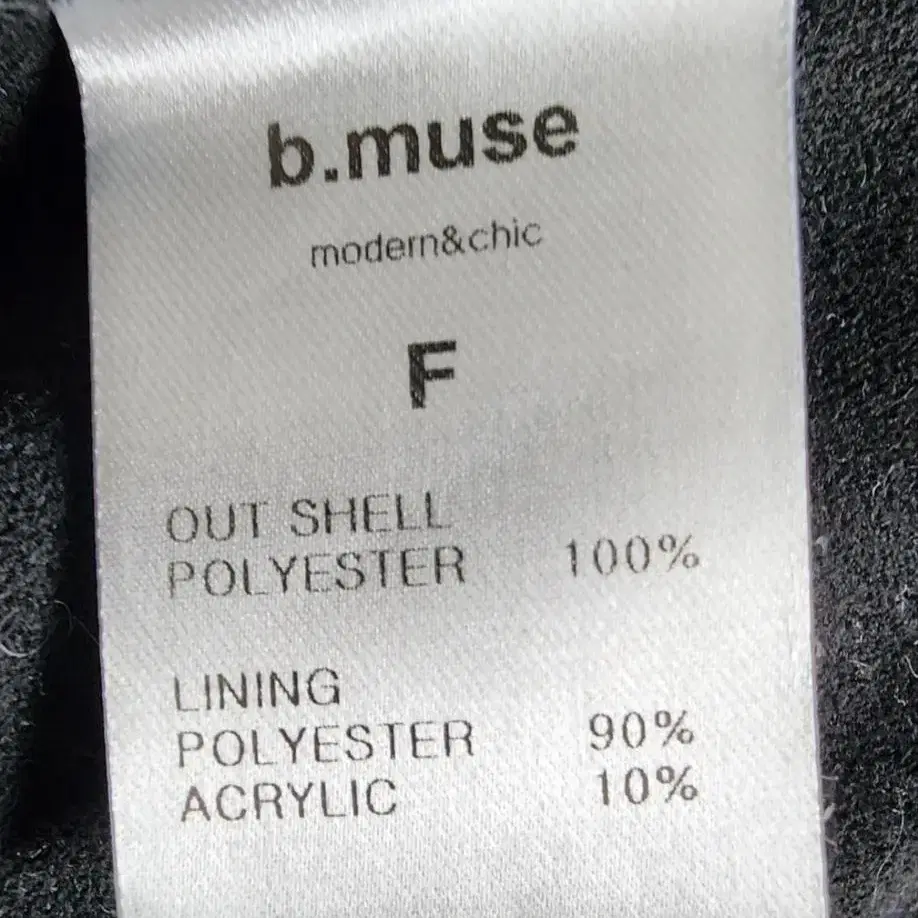 b.muse
modern&chic
F
OUT SHELL
POLYESTER 100%
LINING
POLYESTER 90%
ACRYLIC 10%